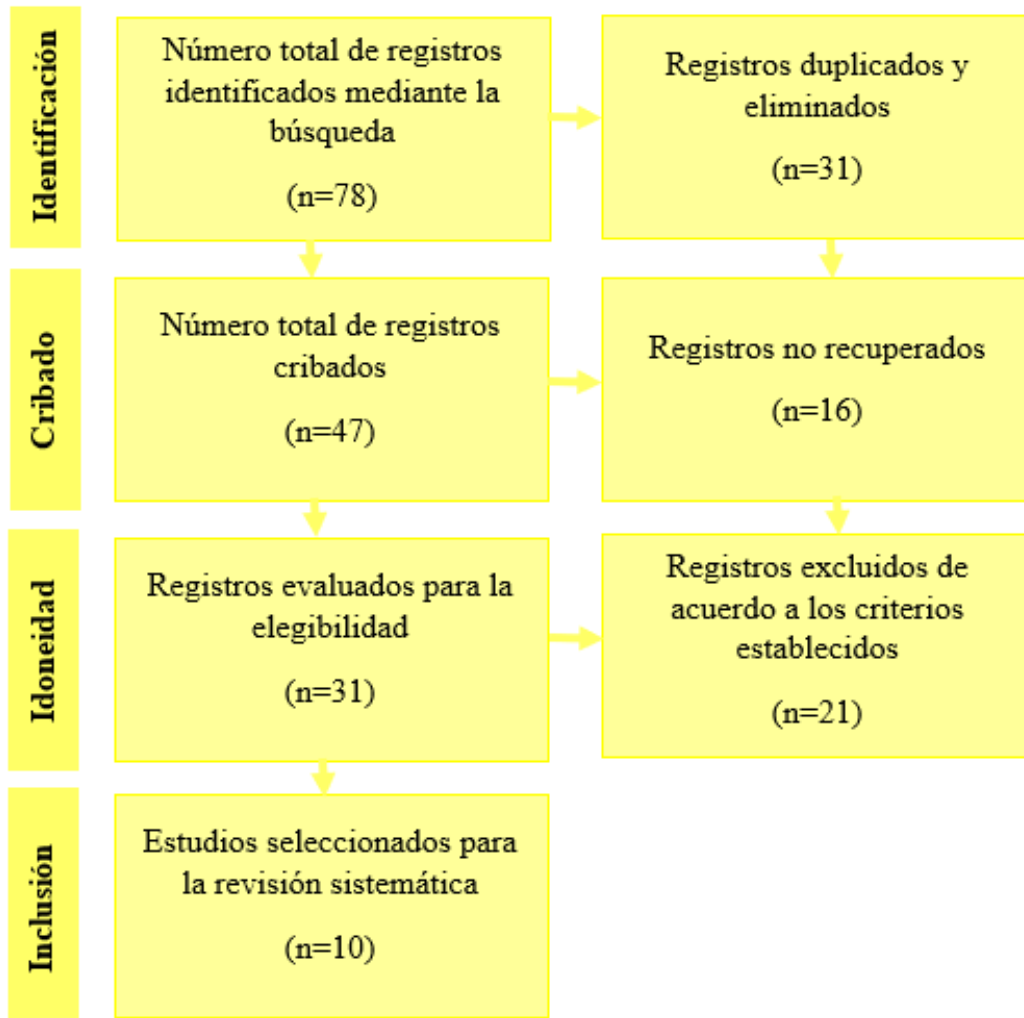 Identificación
Número total de registros
identificados mediante la
búsqueda
(n=78)
Registros duplicados y
eliminados
(n=31)
Cribado
Número total de registros
cribados
(n=47)
Registros no recuperados
(n=16)
Idoneidad
Registros evaluados para la
elegibilidad
(n=31)
Registros excluidos de
acuerdo a los criterios
establecidos
(n=21)
Inclusión
Estudios seleccionados para
la revisión sistemática
(n=10)